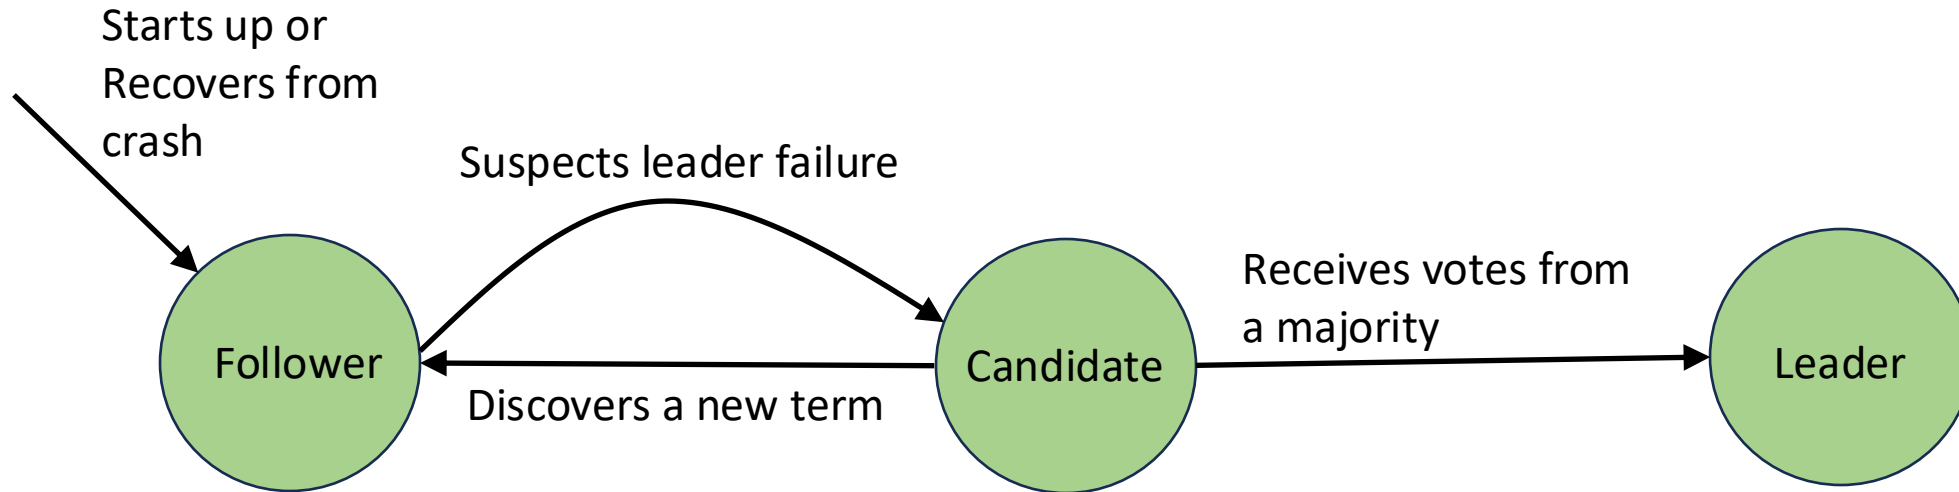 Starts up or
Recovers from
crash
Suspects leader failure
Receives votes from
a majority
Follower
Candidate
Leader
Discovers a new term